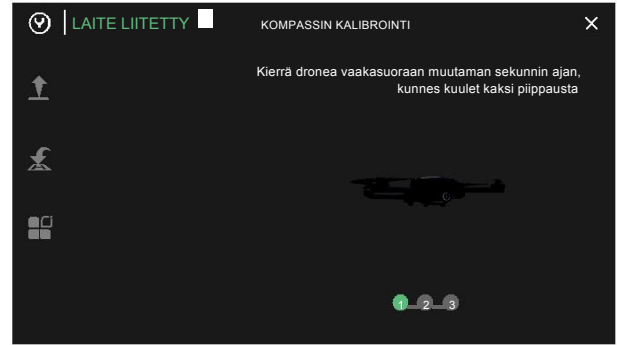 LAITE LIITETTY
KOMPASSIN KALIBROINTI
Kierrä dronea vaakasuoraan muutaman sekunnin ajan,
kunnes kuulet kaksi piippausta
1 2 3